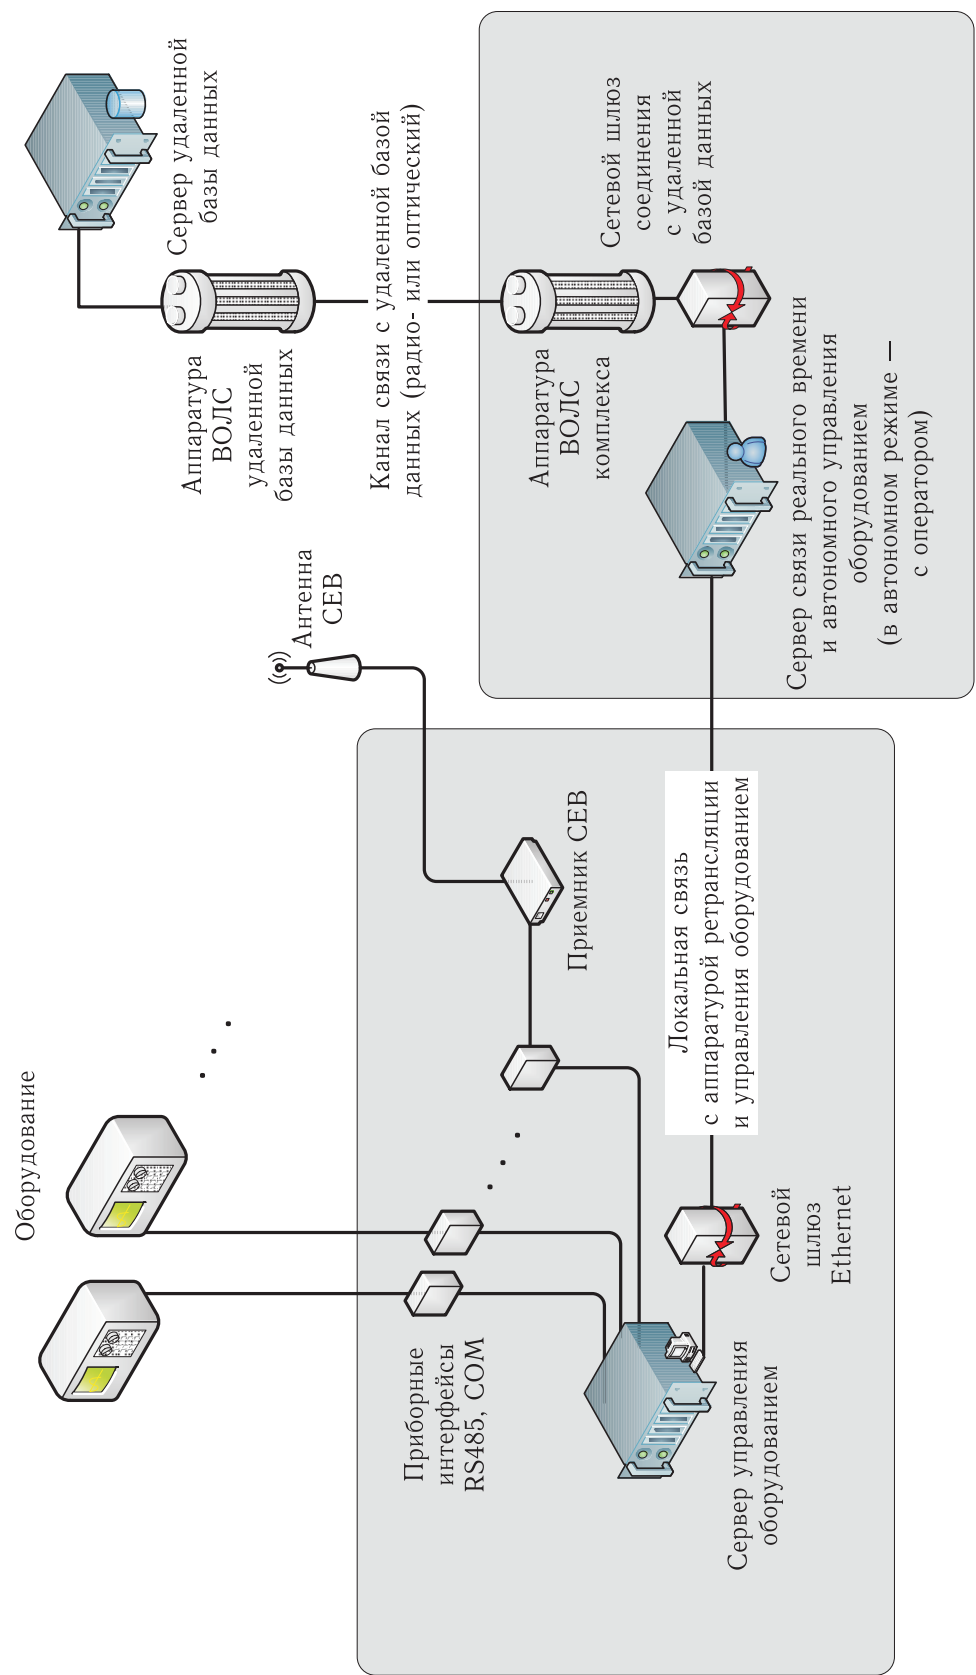 Оборудование
Приборные
интерфейсы
RS485, COM
Сервер управления
оборудованием
Сетевой
шлюз
Ethernet
Приемник СЕВ
Антенна
СЕВ
Локальная связь
с аппаратурой ретрансляции
и управления оборудованием
Аппаратура
ВОЛС
удаленной
базы данных
Сервер удаленной
базы данных
Канал связи с удаленной базой
данных (радио- или оптический)
Аппаратура
ВОЛС
комплекса
Сетевой шлюз
соединения
с удаленной
базой данных
Сервер связи реального времени
и автономного управления
оборудованием
(в автономном режиме —
с оператором)